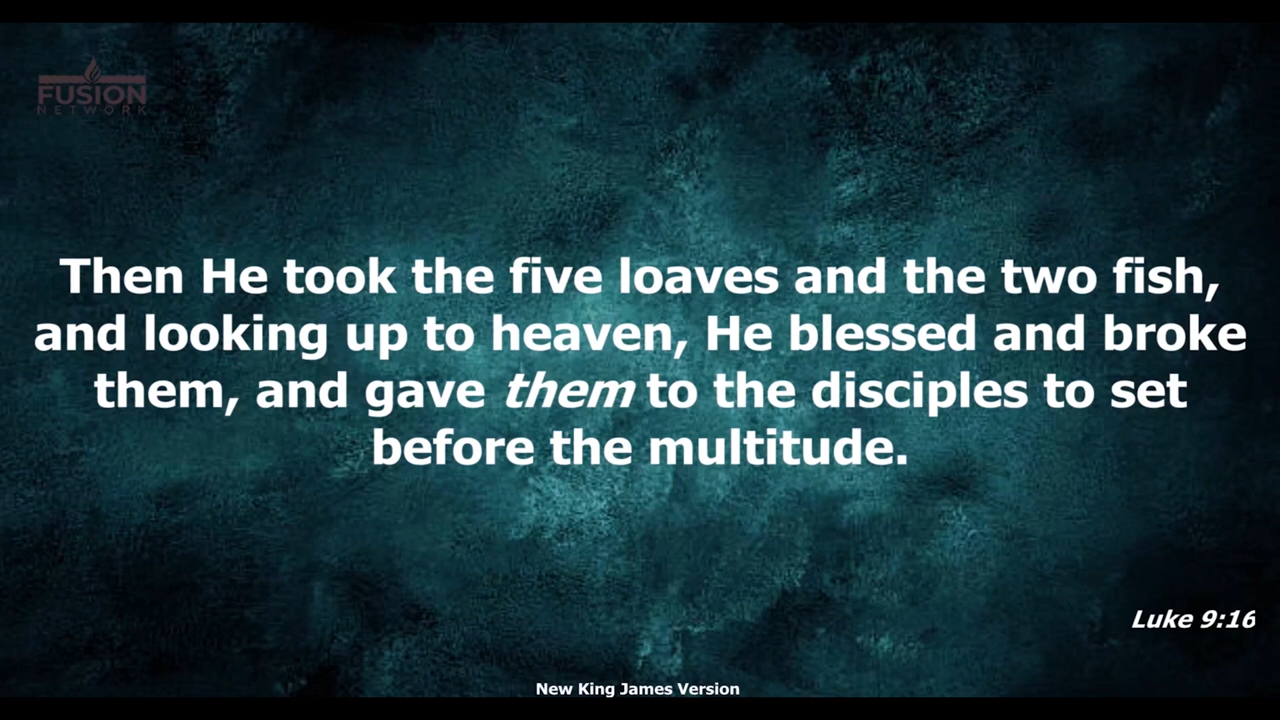 FUSION
NETWORK
Then He took the five loaves and the two fish,
and looking up to heaven, He blessed and broke
them, and gave them to the disciples to set
before the multitude.
Luke 9:16
New King James Version